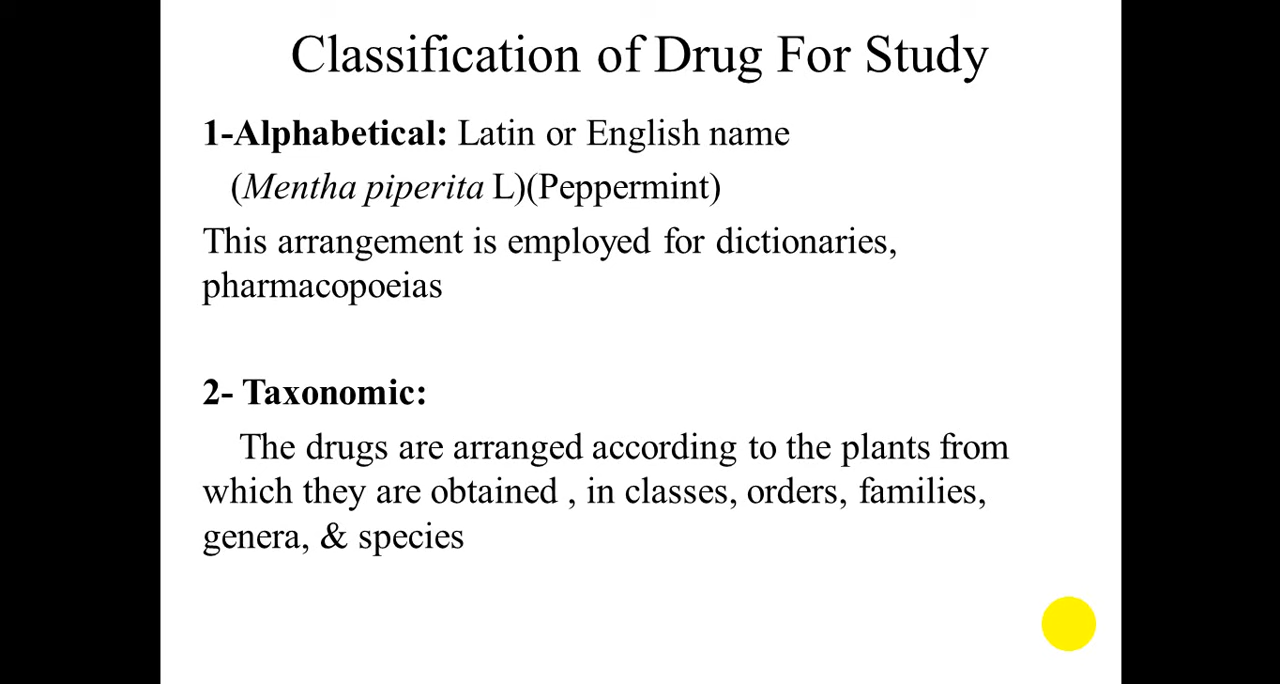 Classification of Drug For Study
1-Alphabetical: Latin or English name
(Mentha piperita L)(Peppermint)
This arrangement is employed for dictionaries,
pharmacopoeias
2- Taxonomic:
The drugs are arranged according to the plants from
which they are obtained , in classes, orders, families,
genera, & species